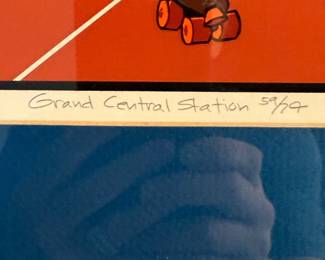 Grand Central Station 59/74